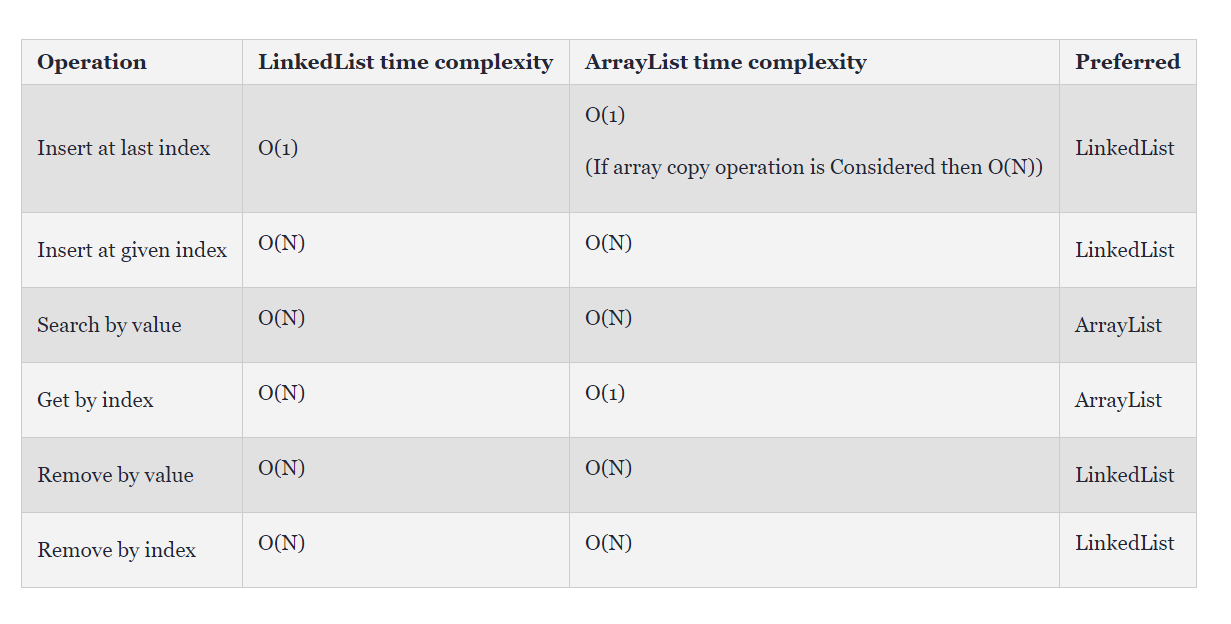 Operation LinkedList time complexity ArrayList time complexity Preferred
Insert at last index O(1) O(1) LinkedList
(If array copy operation is Considered then O(N))
Insert at given index O(N) O(N) LinkedList
Search by value O(N) O(N) ArrayList
Get by index O(N) O(1) ArrayList
Remove by value O(N) O(N) LinkedList
Remove by index O(N) O(N) LinkedList